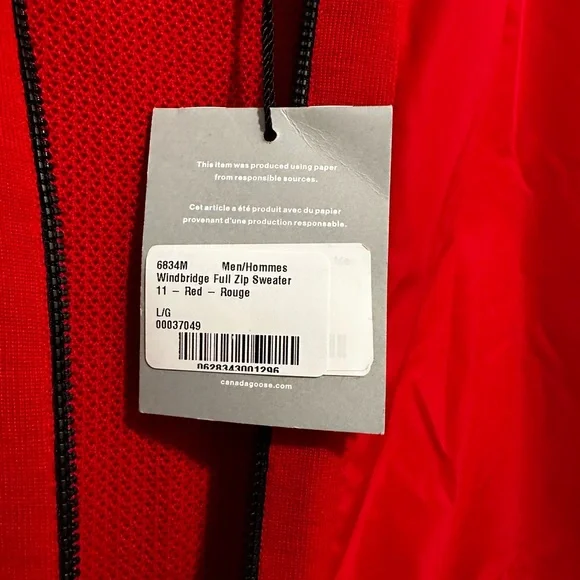 This item was produced using paper
from responsible sources.
Cet article a été produit avec du papier
provenant d'une production responsable.
6834M Men/Hommes
Windbridge Full Zip Sweater
11 – Red – Rouge
L/G
00037049
0628343001296
Me
canadagoose.com